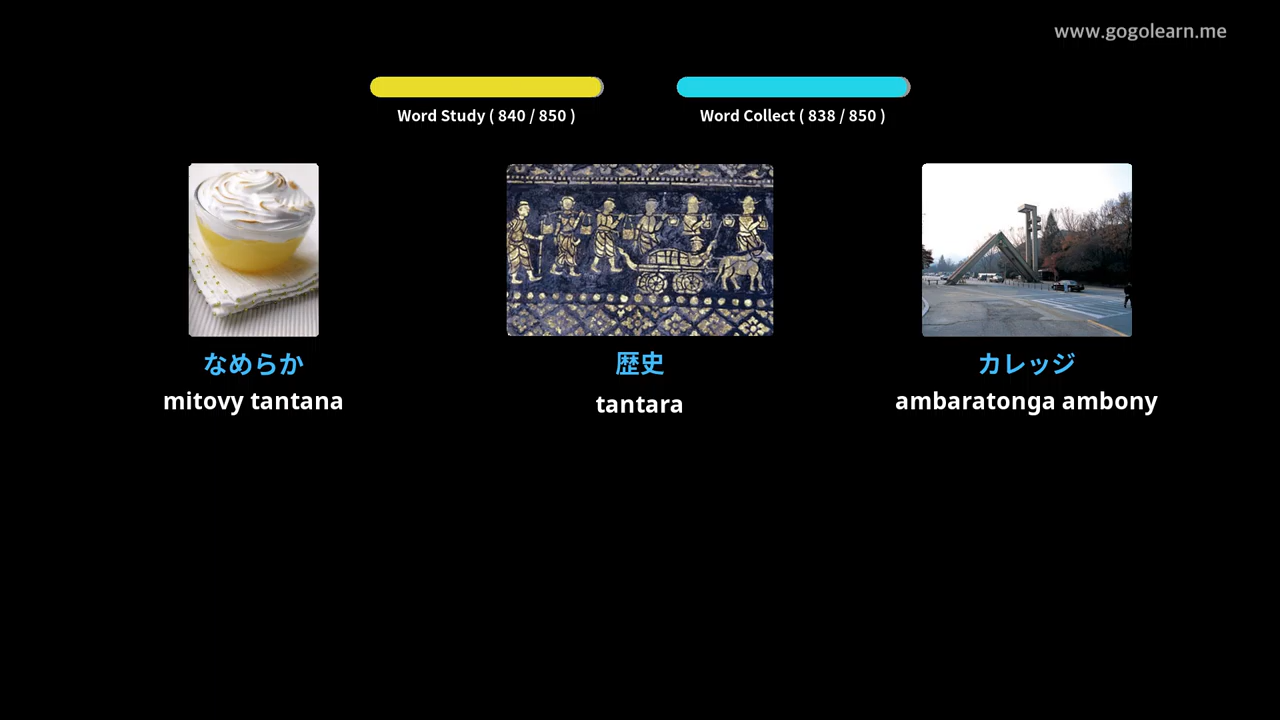 www.gogolearn.me
Word Study ( 840 / 850 )
Word Collect ( 838 / 850 )
なめらか
mitovy tantana
歴史
tantara
カレッジ
ambaratonga ambony